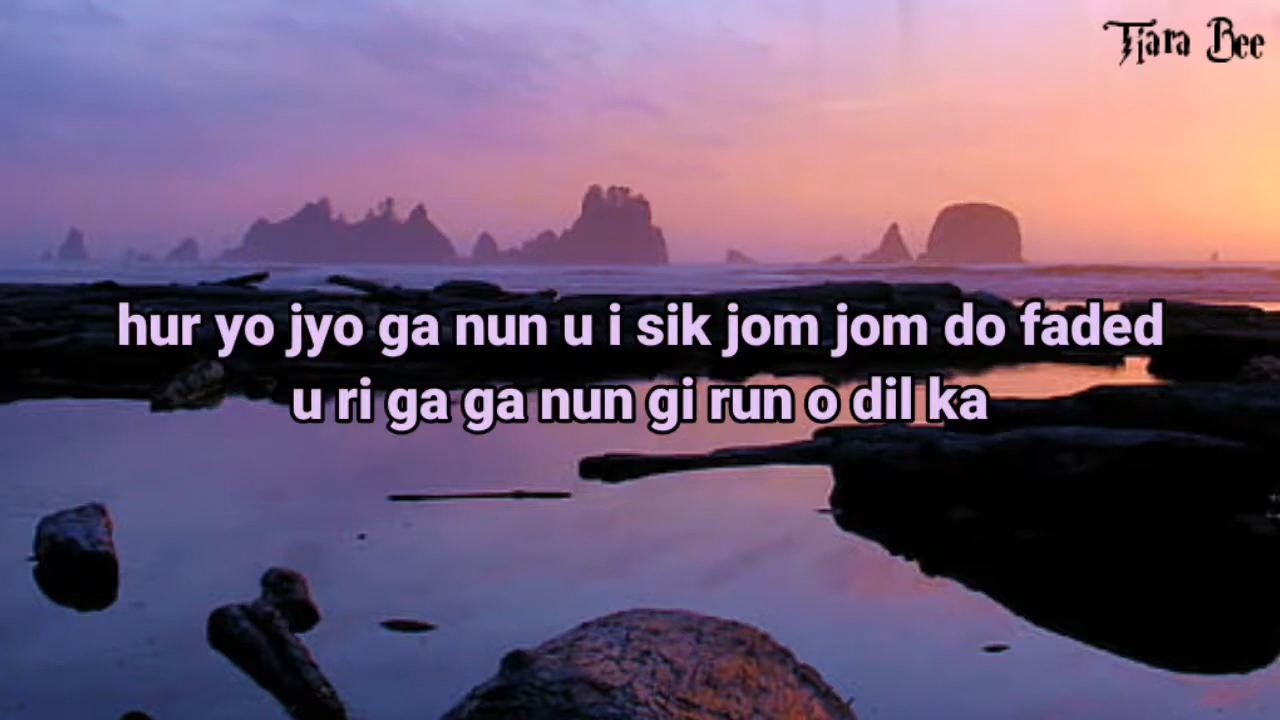 Tjara Bee
hur yo jyo ga nun u i sik jom jom do faded
u ri ga ga nun gi run o dil ka